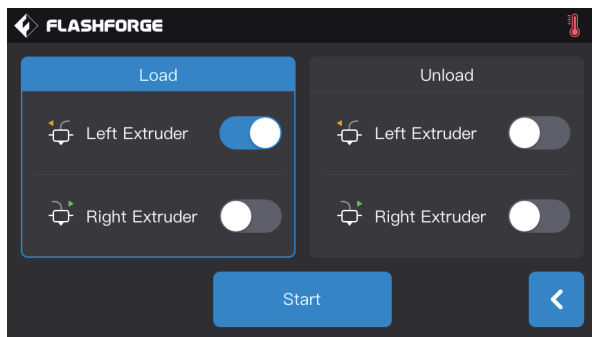 FLASHFORGE
Load
Left Extruder
Right Extruder
Unload
Left Extruder
Right Extruder
Start